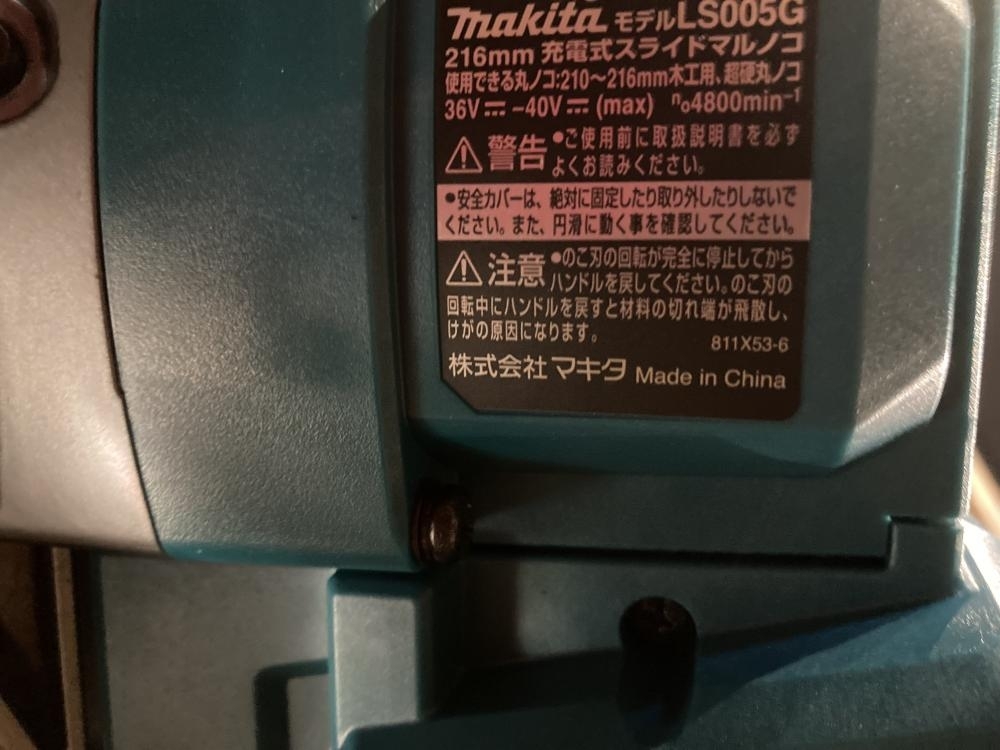 makita モデルLS005G
216mm 充電式スライドマルノコ
使用できる丸ノコ:210～216mm木工用、超硬丸ノコ
36V⎓-40V⎓(max) n₀4800min⁻¹
⚠警告 •ご使用前に取扱説明書を必ず
よくお読みください。
•安全カバーは、絶対に固定したり取り外したりしないで
ください。また、円滑に動く事を確認してください。
⚠注意 •のこ刃の回転が完全に停止してから
ハンドルを戻してください。のこ刃の
回転中にハンドルを戻すと材料の切れ端が飛散し、
けがの原因になります。
811X53-6
株式会社マキタ Made in China